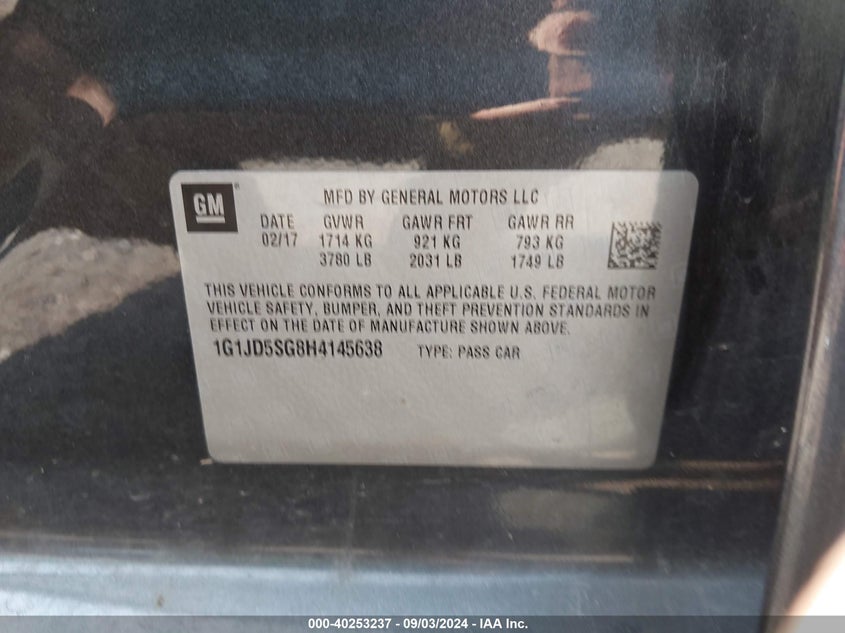 GM
MFD BY GENERAL MOTORS LLC
DATE GVWR GAWR FRT GAWR RR
02/17 1714 KG 921 KG 793 KG
3780 LB 2031 LB 1749 LB
THIS VEHICLE CONFORMS TO ALL APPLICABLE U.S. FEDERAL MOTOR
VEHICLE SAFETY, BUMPER, AND THEFT PREVENTION STANDARDS IN
EFFECT ON THE DATE OF MANUFACTURE SHOWN ABOVE.
1G1JD5SG8H4145638 TYPE: PASS CAR
000-40253237 - 09/03/2024 - IAA Inc.